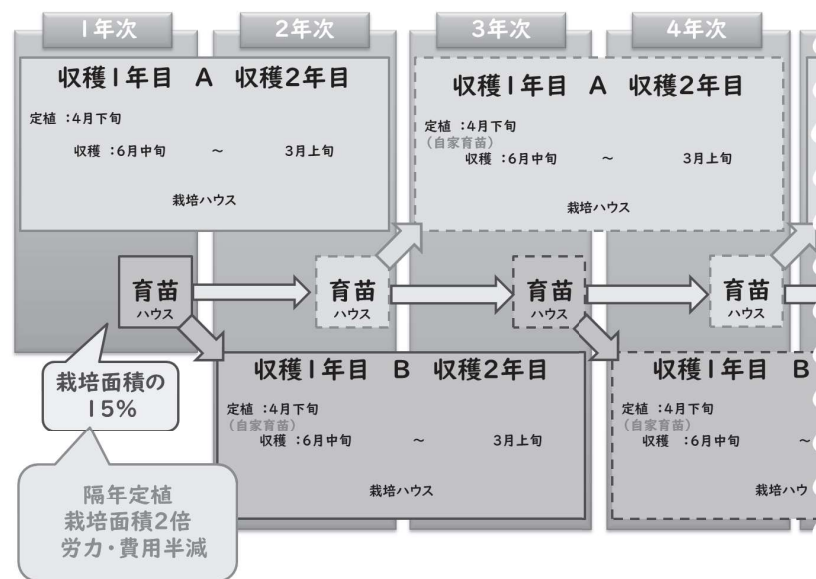 1年次
2年次
3年次
4年次
収穫1年目 A 収穫2年目
定植 :4月下旬
収穫 :6月中旬 ~ 3月上旬
栽培ハウス
収穫1年目 A 収穫2年目
定植 :4月下旬
(自家育苗)
収穫 :6月中旬 ~ 3月上旬
栽培ハウス
育苗
ハウス
育苗
ハウス
育苗
ハウス
育苗
ハウス
栽培面積の
15%
収穫1年目 B 収穫2年目
定植 :4月下旬
(自家育苗)
収穫 :6月中旬 ~ 3月上旬
栽培ハウス
収穫1年目 B
定植 :4月下旬
(自家育苗)
収穫 :6月中旬 ~
栽培ハウ
隔年定植
栽培面積2倍
労力・費用半減